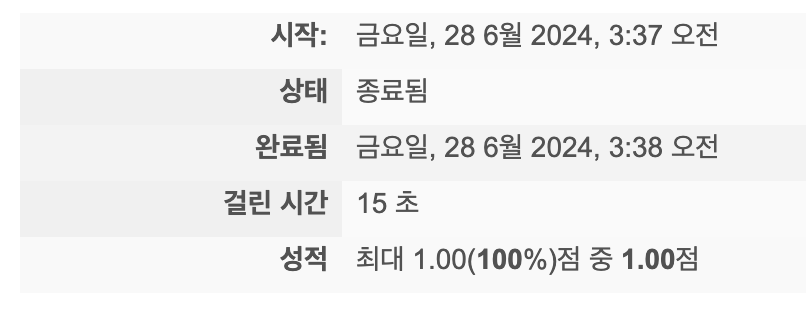 시작: 금요일, 28 6월 2024, 3:37 오전
상태 종료됨
완료됨 금요일, 28 6월 2024, 3:38 오전
걸린 시간 15 초
성적 최대 1.00(100%)점 중 1.00점